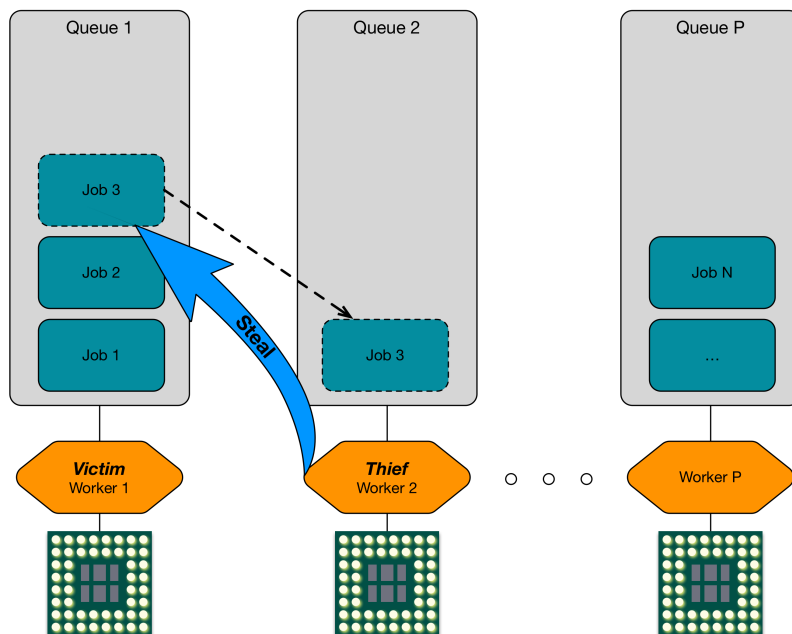 Queue 1
Queue 2
Queue P
Job 3
Job 2
Job N
Steal
Job 1
Job 3
...
Victim
Worker 1
Thief
Worker 2
Worker P